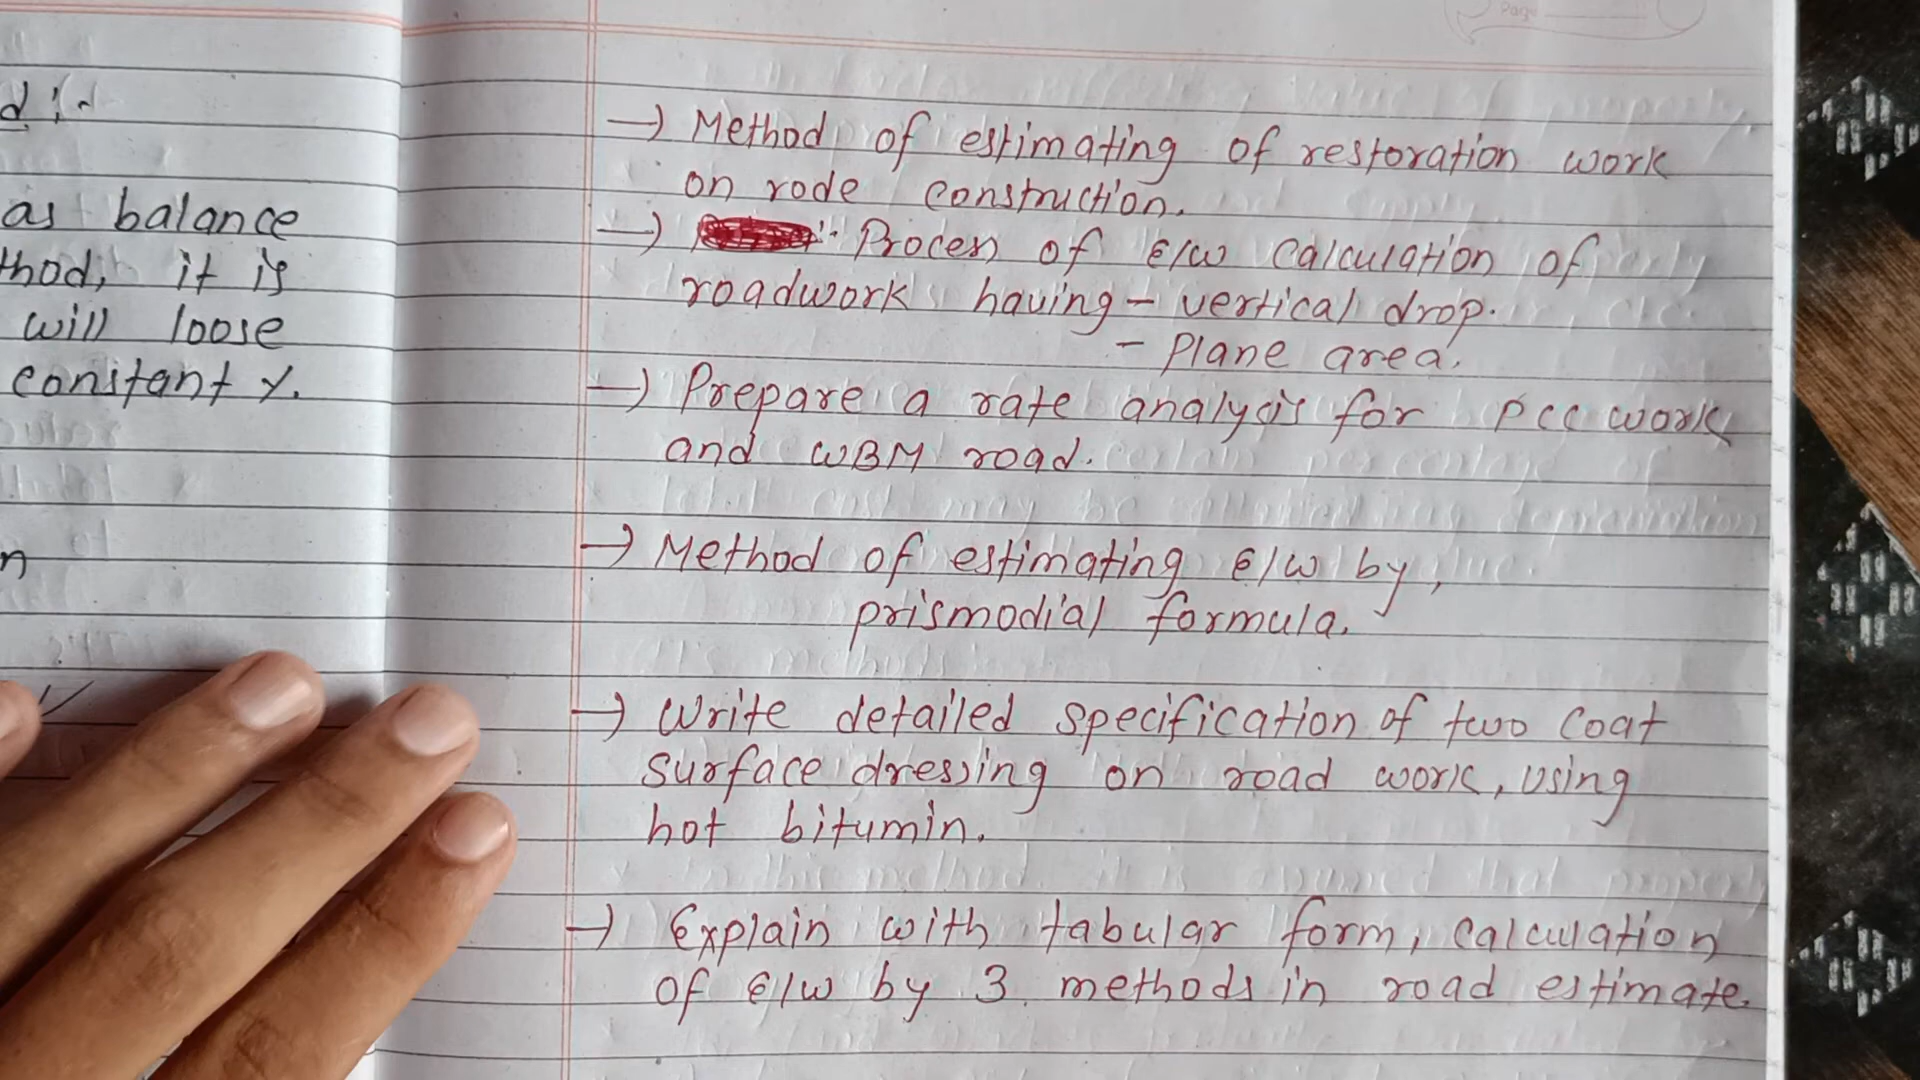 Page
d:-
as balance
thod, it is
will loose
constant %.
n
→ Method of estimating of restoration work
on rode construction.
→ Process of E/W calculation of
roadwork having - vertical drop.
- Plane area.
→ Prepare a rate analysis for PCC work
and WBM road.
→ Method of estimating E/W by,
prismodial formula.
→ Write detailed specification of two coat
surface dressing on road work, using
hot bitumin.
→ Explain with tabular form, calculation
of E/W by 3 methods in road estimate.